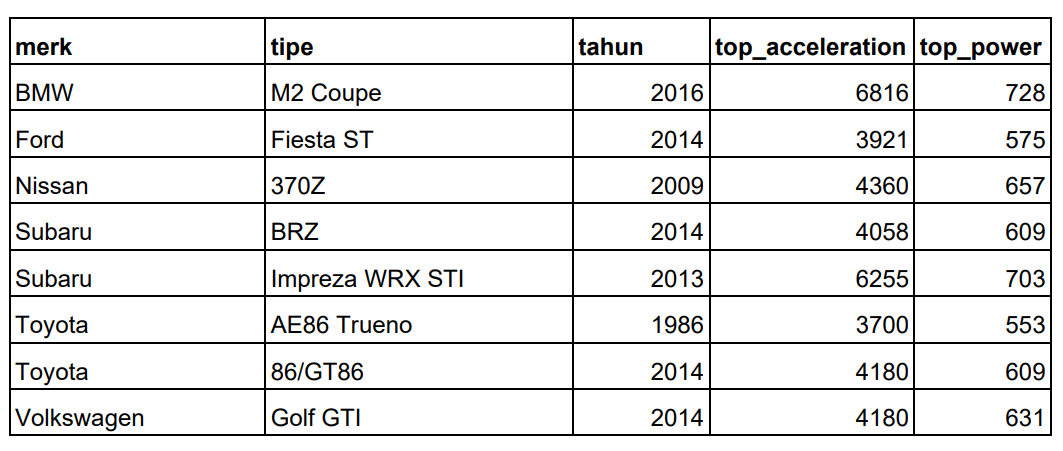 merk tipe tahun top_acceleration top_power
BMW M2 Coupe 2016 6816 728
Ford Fiesta ST 2014 3921 575
Nissan 370Z 2009 4360 657
Subaru BRZ 2014 4058 609
Subaru Impreza WRX STI 2013 6255 703
Toyota AE86 Trueno 1986 3700 553
Toyota 86/GT86 2014 4180 609
Volkswagen Golf GTI 2014 4180 631